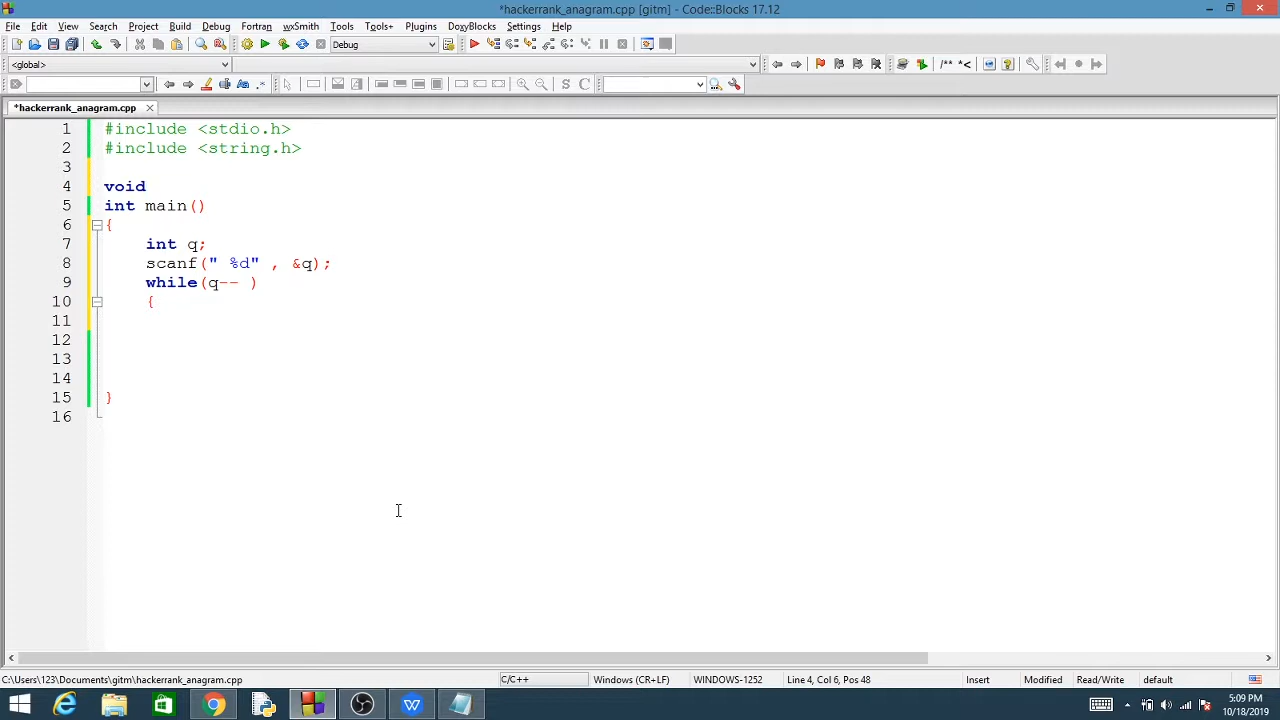 *hackerrank_anagram.cpp [gitm] - Code::Blocks 17.12
File Edit View Search Project Build Debug Fortran wxSmith Tools Tools+ Plugins DoxyBlocks Settings Help
Debug
<global>
/** *<
S C
*hackerrank_anagram.cpp
1 #include <stdio.h>
2 #include <string.h>
3
4 void
5 int main()
6 {
7 int q;
8 scanf(" %d" , &q);
9 while(q-- )
10 {
11
12
13
14
15 }
16
C:\Users\123\Documents\gitm\hackerrank_anagram.cpp C/C++ Windows (CR+LF) WINDOWS-1252 Line 4, Col 6, Pos 48 Insert Modified Read/Write default
5:09 PM
10/18/2019